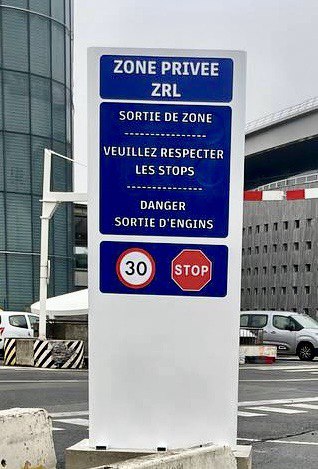 ZONE PRIVEE
ZRL
SORTIE DE ZONE
VEUILLEZ RESPECTER
LES STOPS
DANGER
SORTIE D'ENGINS
30 STOP